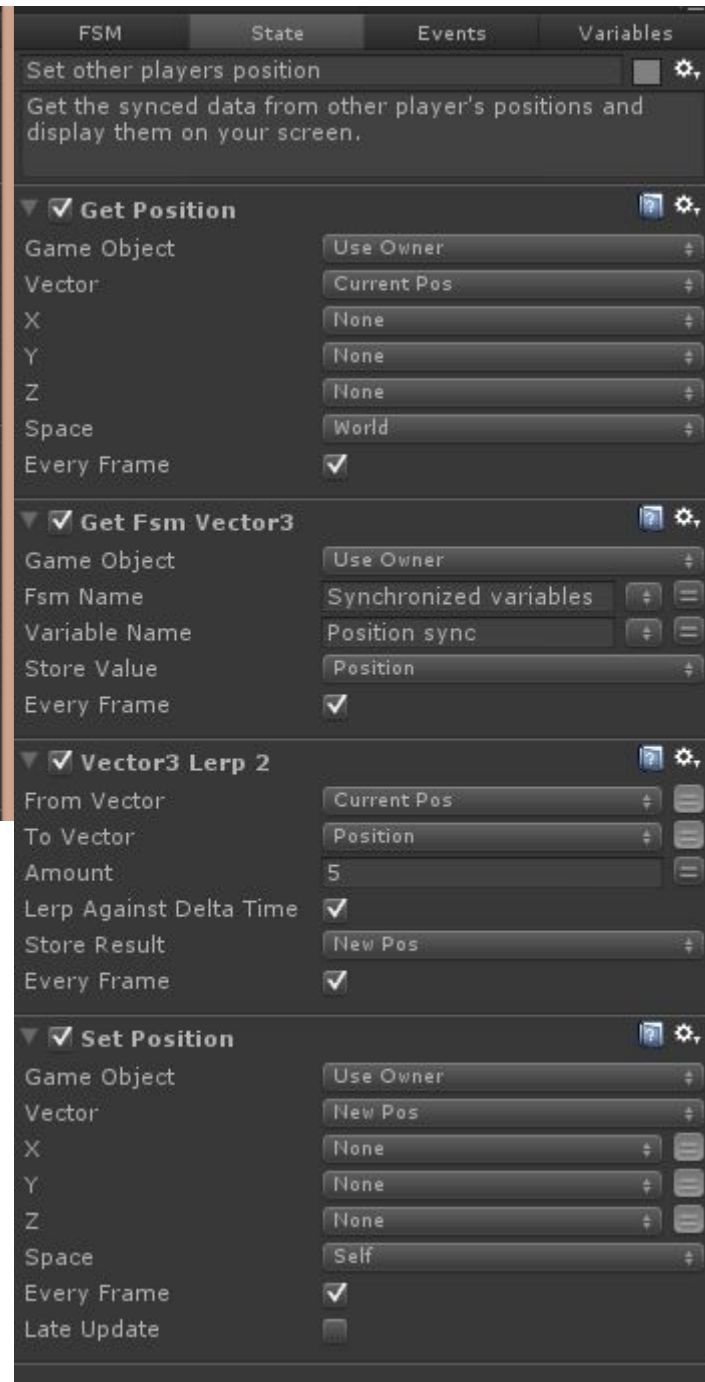 FSM State Events Variables
Set other players position
Get the synced data from other player's positions and
display them on your screen.
Get Position
Game Object Use Owner
Vector Current Pos
X None
Y None
Z None
Space World
Every Frame
Get Fsm Vector3
Game Object Use Owner
Fsm Name Synchronized variables
Variable Name Position sync
Store Value Position
Every Frame
Vector3 Lerp 2
From Vector Current Pos
To Vector Position
Amount 5
Lerp Against Delta Time
Store Result New Pos
Every Frame
Set Position
Game Object Use Owner
Vector New Pos
X None
Y None
Z None
Space Self
Every Frame
Late Update